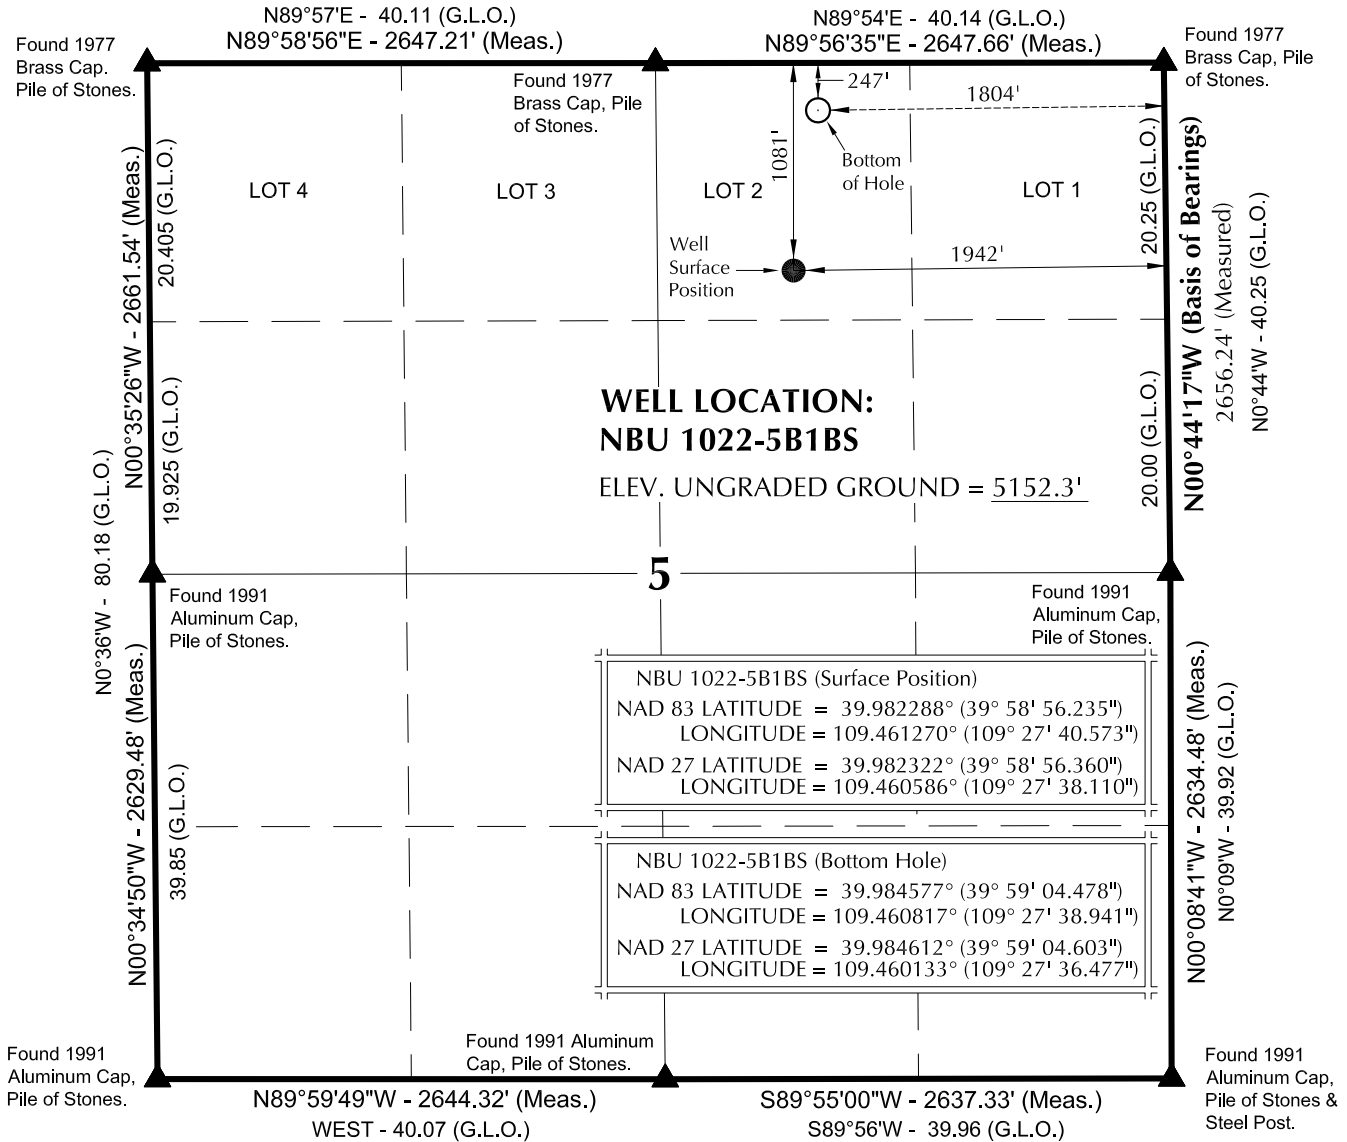 N89°57'E - 40.11 (G.L.O.)
N89°58'56"E - 2647.21' (Meas.)
N89°54'E - 40.14 (G.L.O.)
N89°56'35"E - 2647.66' (Meas.)
Found 1977
Brass Cap.
Pile of Stones.
Found 1977
Brass Cap, Pile
of Stones.
Found 1977
Brass Cap, Pile
of Stones.
247'
1804'
1081'
Bottom
of Hole
LOT 4
LOT 3
LOT 2
LOT 1
Well
Surface
Position
1942'
N00°35'26"W - 2661.54' (Meas.)
20.405 (G.L.O.)
19.925 (G.L.O.)
N0°36'W - 80.18 (G.L.O.)
20.25 (G.L.O.)
20.00 (G.L.O.)
N00°44'17"W (Basis of Bearings)
2656.24' (Measured)
N0°44'W - 40.25 (G.L.O.)
WELL LOCATION:
NBU 1022-5B1BS
ELEV. UNGRADED GROUND = 5152.3'
5
Found 1991
Aluminum Cap,
Pile of Stones.
Found 1991
Aluminum Cap,
Pile of Stones.
NBU 1022-5B1BS (Surface Position)
NAD 83 LATITUDE = 39.982288° (39° 58' 56.235")
LONGITUDE = 109.461270° (109° 27' 40.573")
NAD 27 LATITUDE = 39.982322° (39° 58' 56.360")
LONGITUDE = 109.460586° (109° 27' 38.110")
NBU 1022-5B1BS (Bottom Hole)
NAD 83 LATITUDE = 39.984577° (39° 59' 04.478")
LONGITUDE = 109.460817° (109° 27' 38.941")
NAD 27 LATITUDE = 39.984612° (39° 59' 04.603")
LONGITUDE = 109.460133° (109° 27' 36.477")
N00°34'50"W - 2629.48' (Meas.)
39.85 (G.L.O.)
N00°08'41"W - 2634.48' (Meas.)
N0°09'W - 39.92 (G.L.O.)
Found 1991
Aluminum Cap,
Pile of Stones.
Found 1991 Aluminum
Cap, Pile of Stones.
Found 1991
Aluminum Cap,
Pile of Stones &
Steel Post.
N89°59'49"W - 2644.32' (Meas.)
WEST - 40.07 (G.L.O.)
S89°55'00"W - 2637.33' (Meas.)
S89°56'W - 39.96 (G.L.O.)